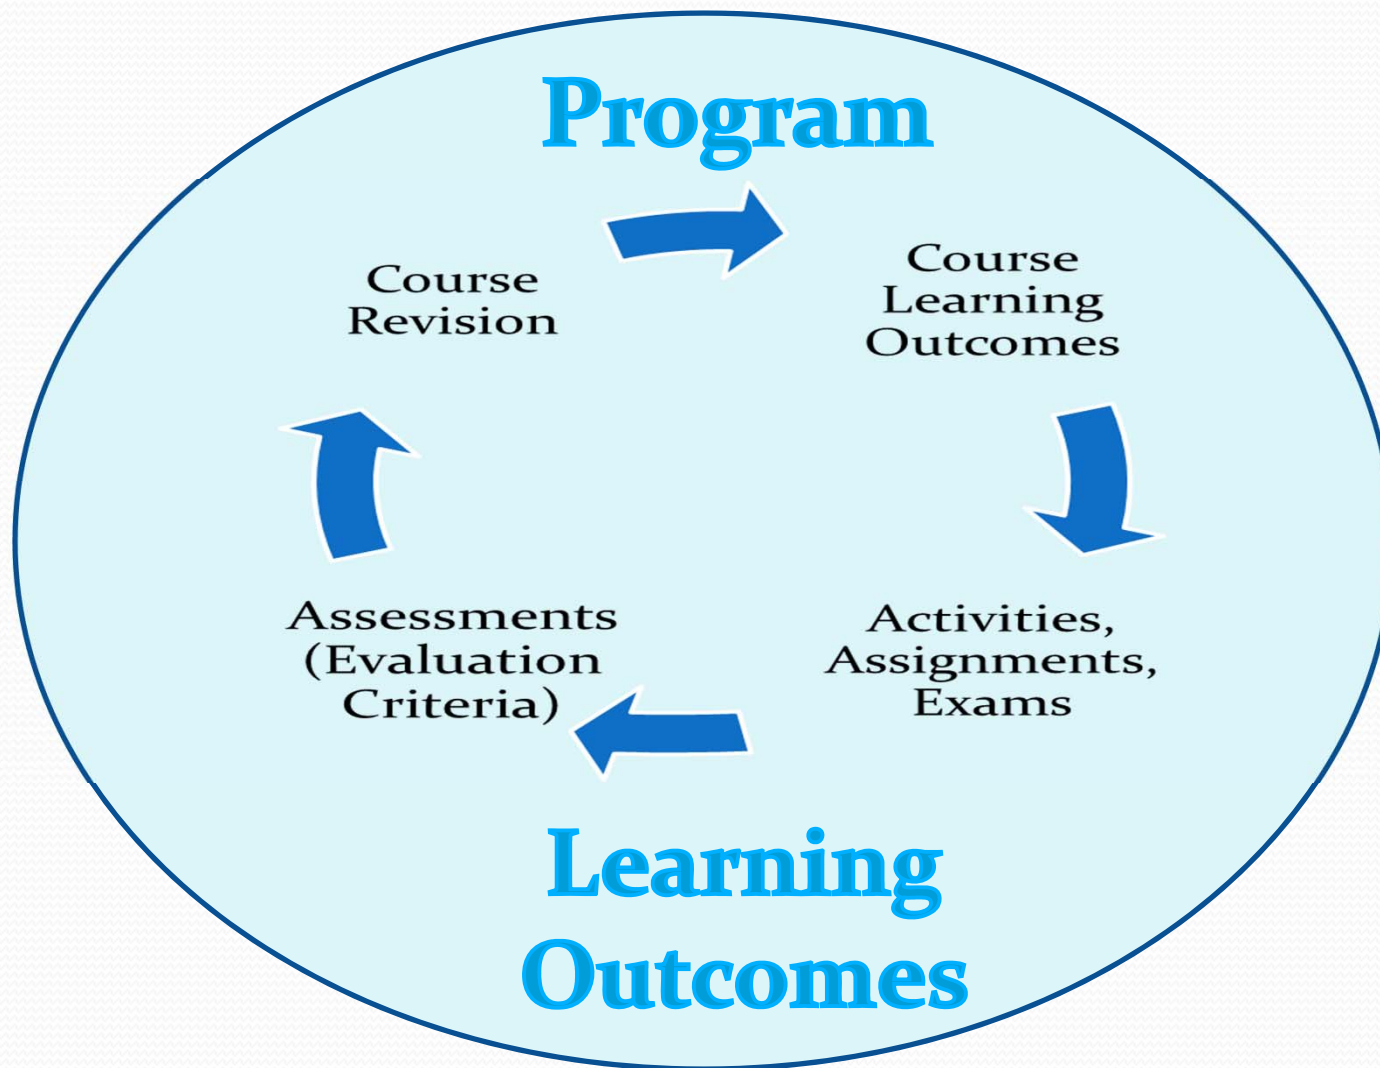 Program
Course
Revision
Course
Learning
Outcomes
Activities,
Assignments,
Exams
Assessments
(Evaluation
Criteria)
Learning
Outcomes